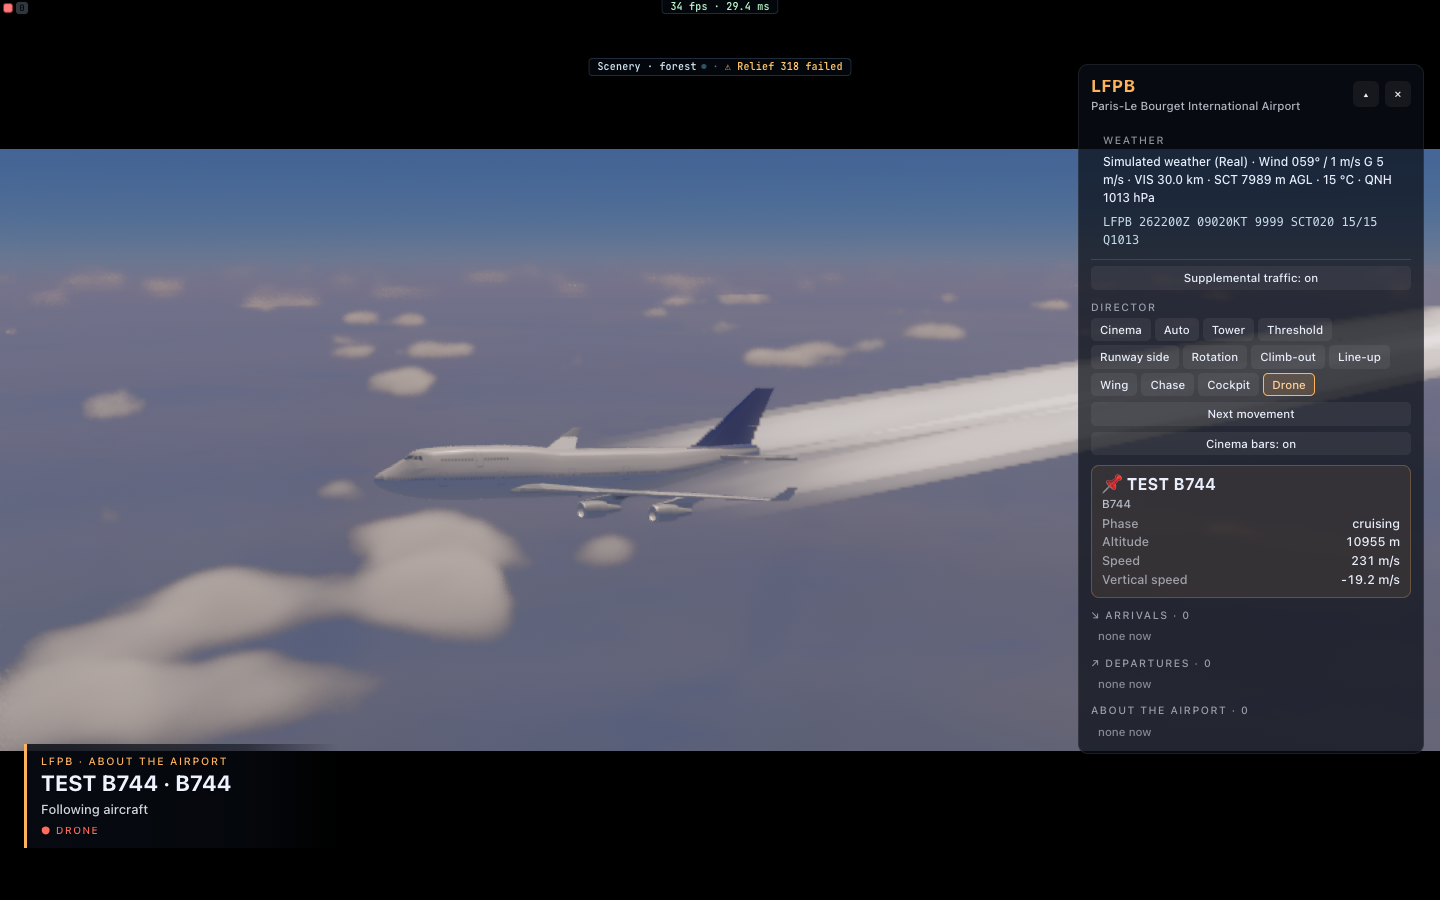 0
34 fps · 29.4 ms
Scenery · forest · ⚠ Relief 318 failed
LFPB
Paris-Le Bourget International Airport
WEATHER
Simulated weather (Real) · Wind 059° / 1 m/s G 5
m/s · VIS 30.0 km · SCT 7989 m AGL · 15 °C · QNH
1013 hPa
LFPB 262200Z 09020KT 9999 SCT020 15/15
Q1013
Supplemental traffic: on
DIRECTOR
Cinema Auto Tower Threshold
Runway side Rotation Climb-out Line-up
Wing Chase Cockpit Drone
Next movement
Cinema bars: on
📌 TEST B744
B744
Phase cruising
Altitude 10955 m
Speed 231 m/s
Vertical speed -19.2 m/s
↘ ARRIVALS · 0
none now
↗ DEPARTURES · 0
none now
ABOUT THE AIRPORT · 0
none now
LFPB · ABOUT THE AIRPORT
TEST B744 · B744
Following aircraft
DRONE